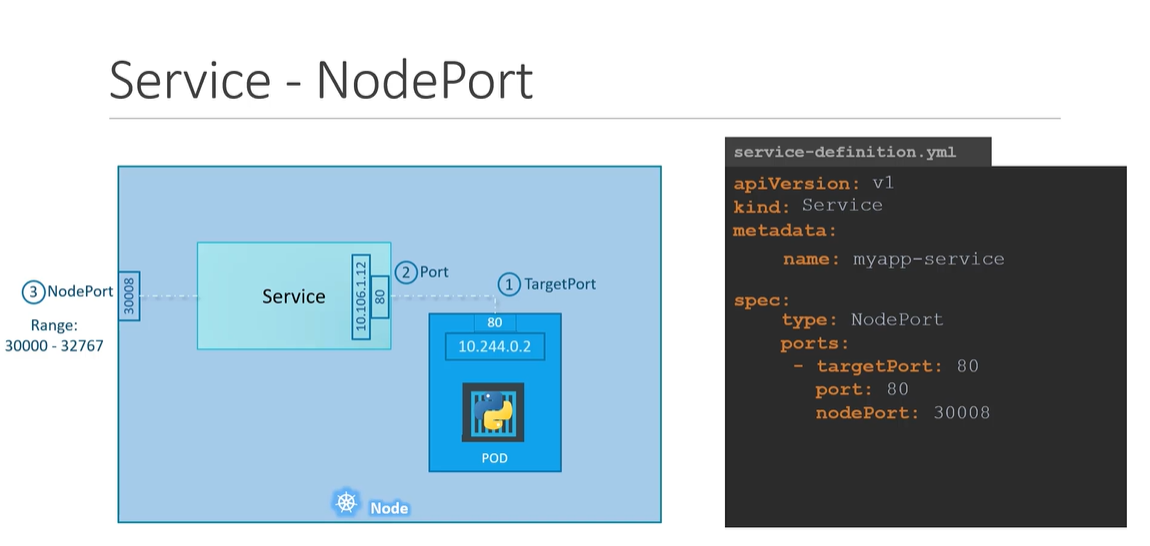 Service - NodePort
service-definition.yml
apiVersion: v1
kind: Service
metadata:
name: myapp-service
spec:
type: NodePort
ports:
- targetPort: 80
port: 80
nodePort: 30008
3 NodePort
Range:
30000 - 32767
30008
Service
10.106.1.12
80
2 Port
1 TargetPort
80
10.244.0.2
POD
Node